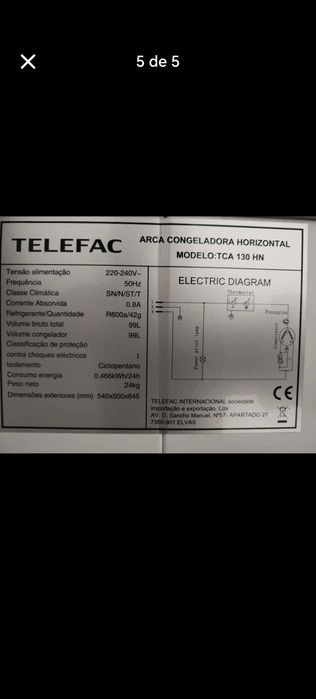 5 de 5
TELEFAC
ARCA CONGELADORA HORIZONTAL
MODELO:TCA 130 HN
Tensão alimentação 220-240V~
Frequência 50Hz
Classe Climática SN/N/ST/T
Corrente Absorvida 0.8A
Refrigerante/Quantidade R600a/42g
Volume bruto total 99L
Volume congelador 99L
Classificação de proteção
contra choques eléctricos I
Isolamento Ciclopentano
Consumo energia 0.466kWh/24h
Peso neto 24kg
Dimensões exteriores (mm) 540x500x845
ELECTRIC DIAGRAM
Thermostat
Protector
Compressor
Power pilot lamp
CE
TELEFAC INTERNACIONAL sociedade
importação e exportação, Lda
AV. D. Sancho Manuel, Nº57- APARTADO 27
7350-901 ELVAS